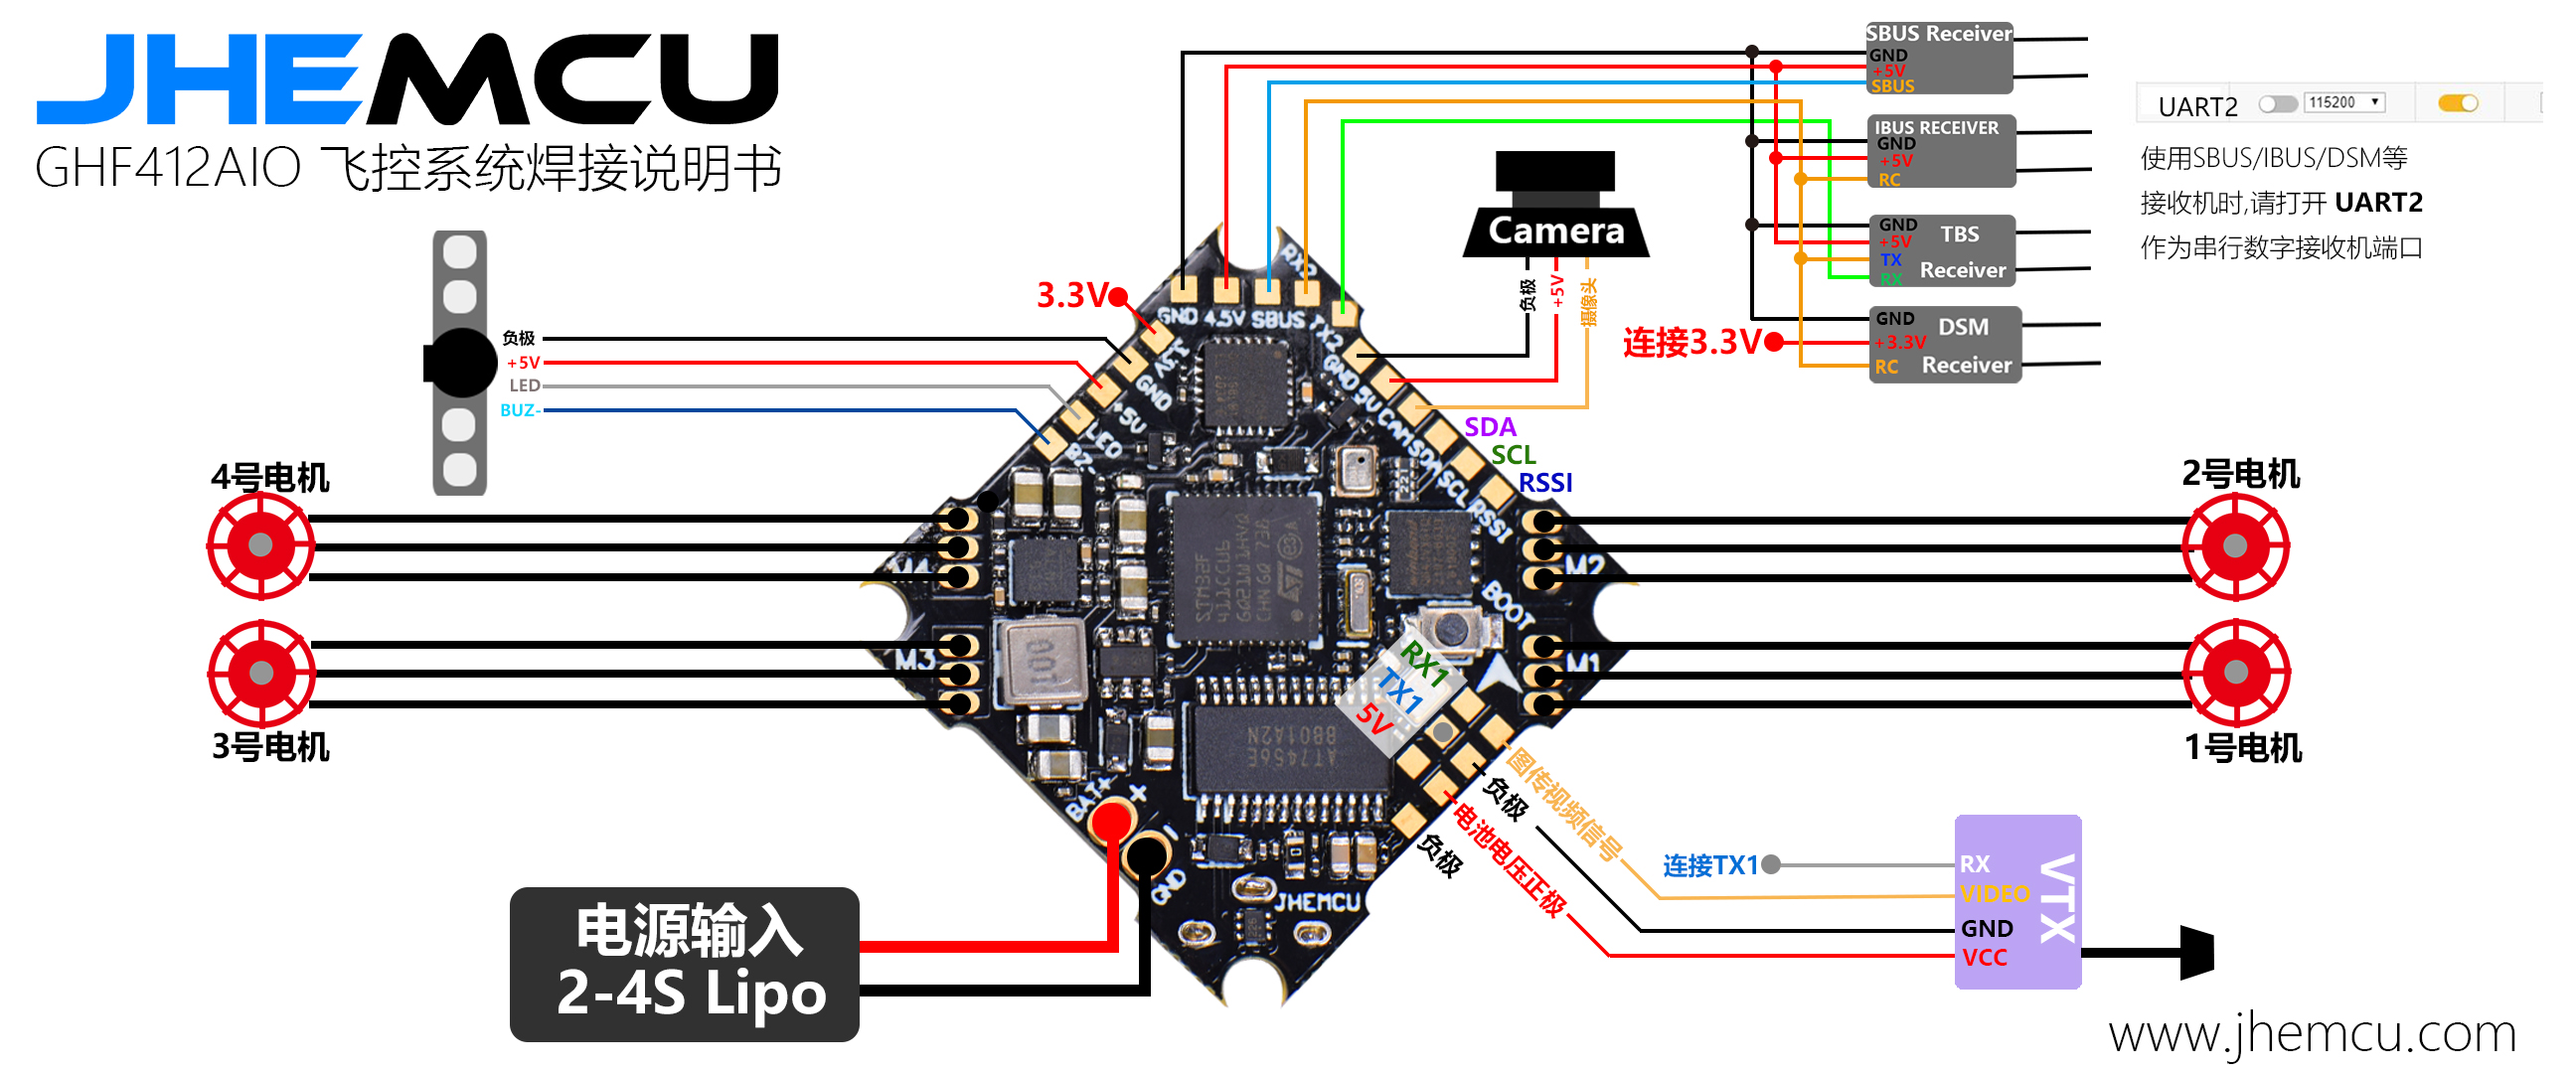 JHEMCU
GHF412AIO 飞控系统焊接说明书
SBUS Receiver
GND
+5V
SBUS
IBUS RECEIVER
GND
+5V
RC
GND
+5V
TX
RX
TBS
Receiver
GND
+3.3V
RC
DSM
Receiver
连接3.3V
UART2
115200
使用SBUS/IBUS/DSM等
接收机时,请打开 UART2
作为串行数字接收机端口
Camera
负极
+5V
摄像头
3.3V
负极
+5V
LED
BUZ-
RX2
GND
4.5V
SBUS
TX2
3.3V
GND
+5V
LED
BZ-
GND
5V
CAM
SDA
SCL
RSSI
SDA
SCL
RSSI
4号电机
3号电机
2号电机
1号电机
M4
M3
M2
M1
BOOT
STM32F
411CCU6
100
221
AT7456E
BB01A2N
RX1
TX1
5V
BAT+
+
-
GND
JHEMCU
图传视频信号
负极
电池电压正极
负极
连接TX1
RX
VIDEO
GND
VCC
VTX
电源输入
2-4S Lipo
www.jhemcu.com